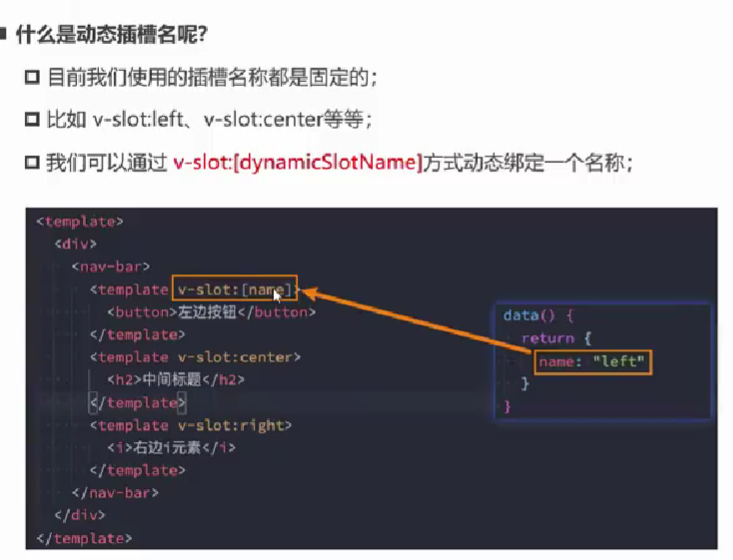 什么是动态插槽名呢?
目前我们使用的插槽名称都是固定的;
比如 v-slot:left、v-slot:center等等;
我们可以通过 v-slot:[dynamicSlotName]方式动态绑定一个名称;
<template>
<div>
<nav-bar>
<template v-slot:[name]>
<button>左边按钮</button>
</template>
<template v-slot:center>
<h2>中间标题</h2>
</template>
<template v-slot:right>
<i>右边i元素</i>
</template>
</nav-bar>
</div>
</template>
data() {
return {
name: "left"
}
}